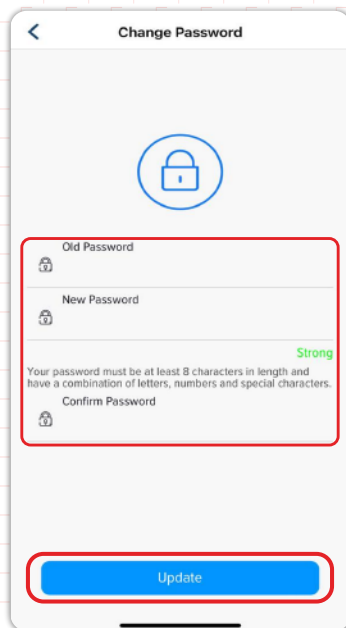 Change Password
Old Password
New Password
Strong
Your password must be at least 8 characters in length and
have a combination of letters, numbers and special characters.
Confirm Password
Update